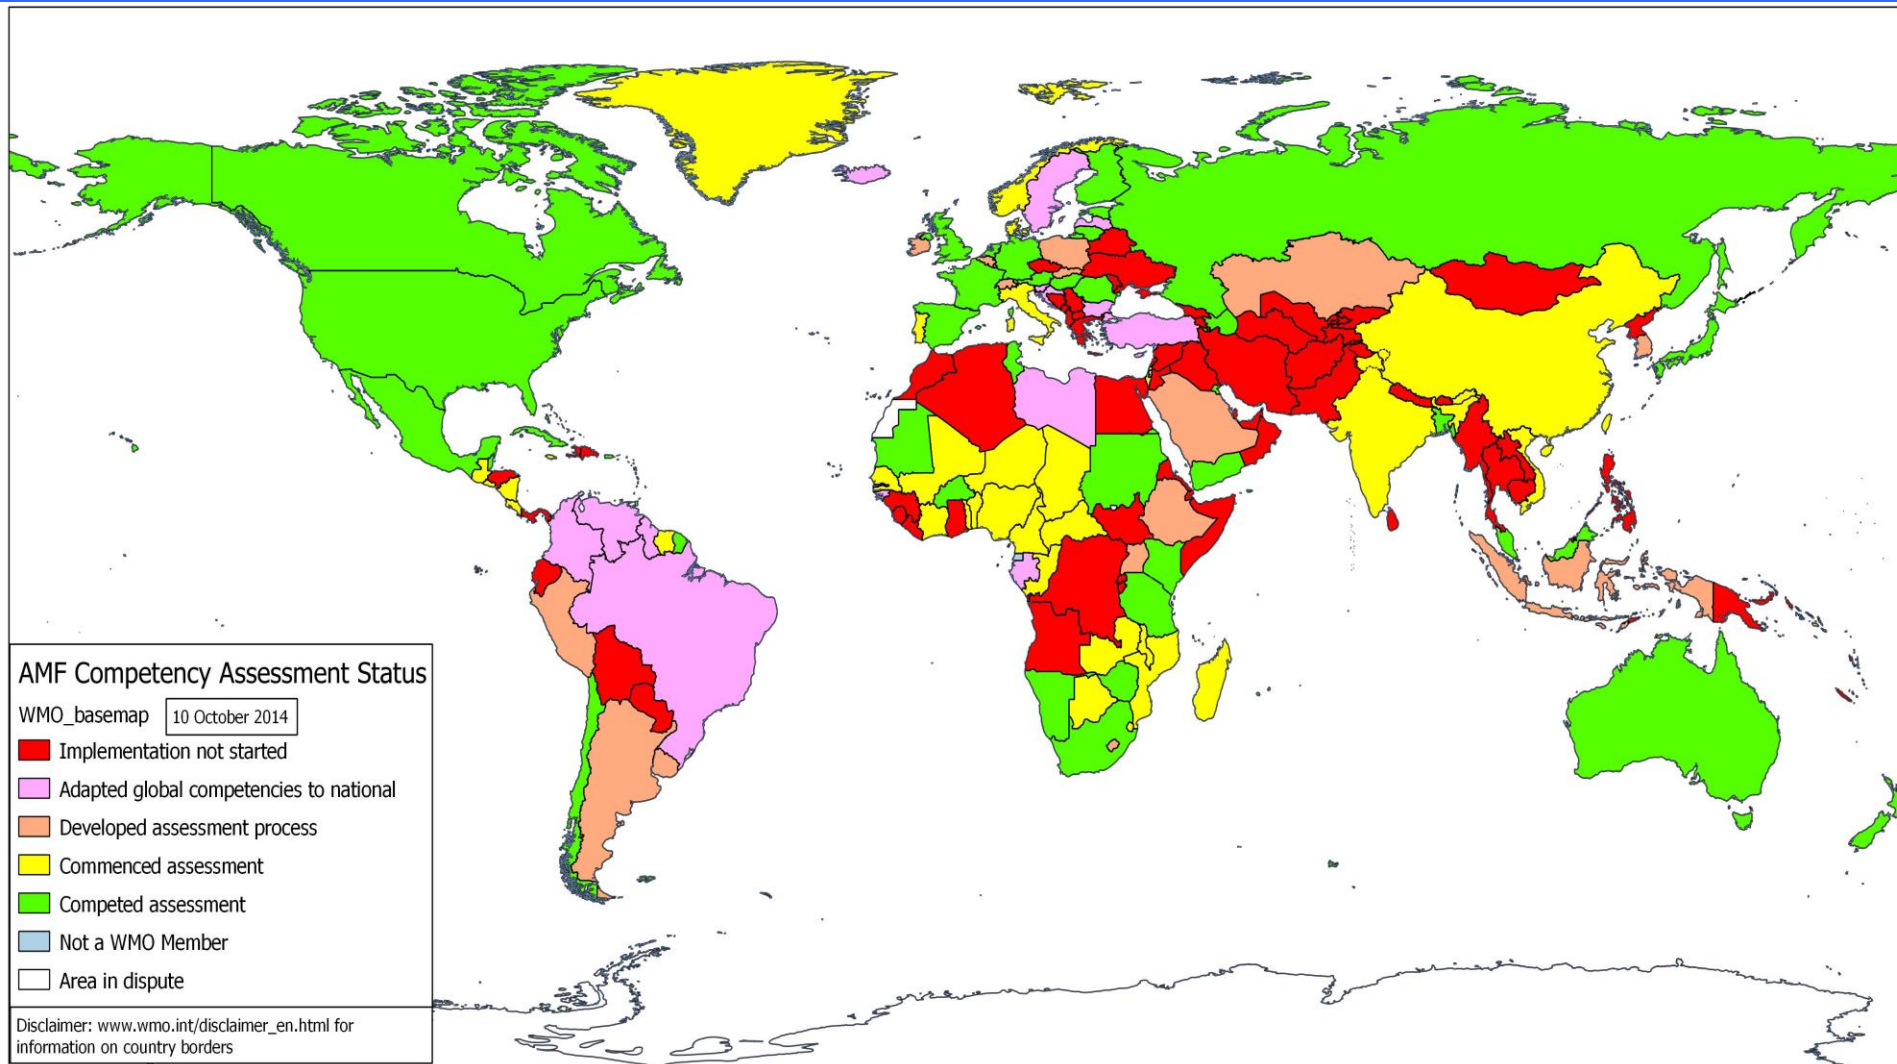 AMF Competency Assessment Status
WMO_basemap 10 October 2014
Implementation not started
Adapted global competencies to national
Developed assessment process
Commenced assessment
Competed assessment
Not a WMO Member
Area in dispute
Disclaimer: www.wmo.int/disclaimer_en.html for
information on country borders